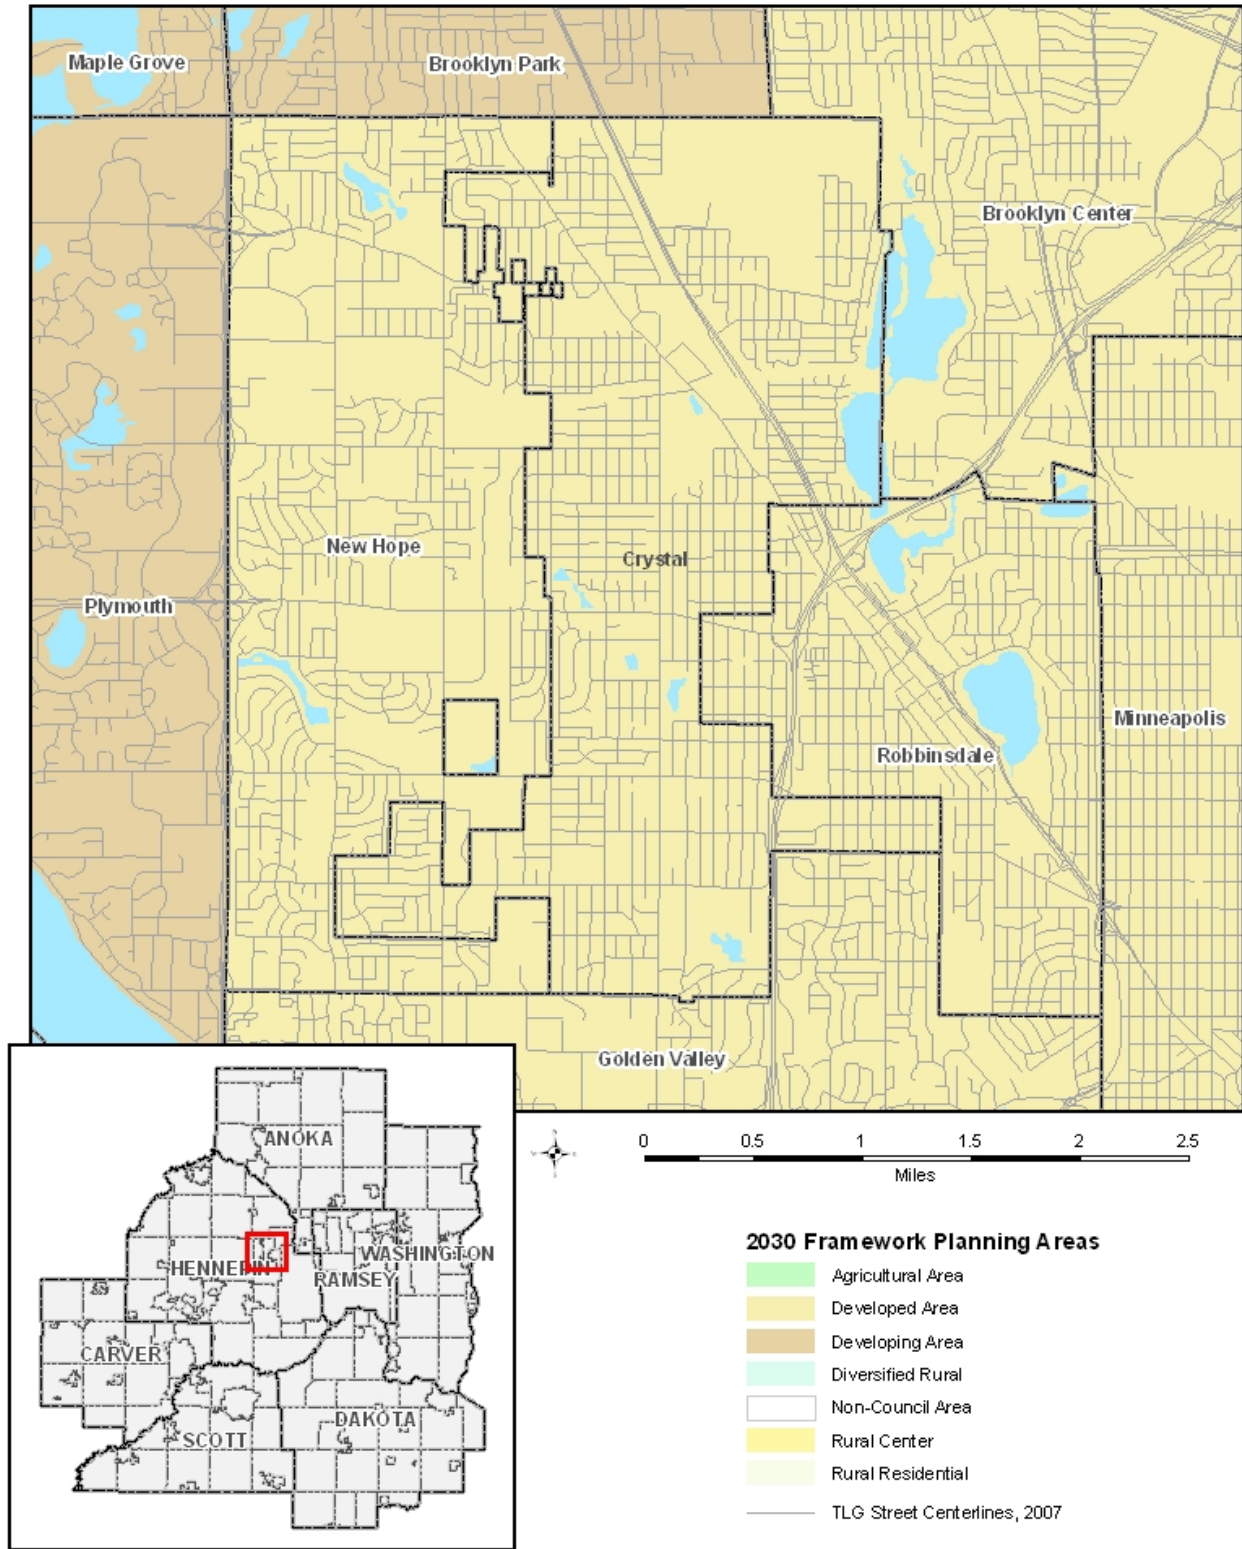 Maple Grove
Brooklyn Park
Brooklyn Center
New Hope
Crystal
Plymouth
Minneapolis
Robbinsdale
Golden Valley
ANOKA
WASHINGTON
HENNEPIN
RAMSEY
CARVER
DAKOTA
SCOTT
N
W E
S
0 0.5 1 1.5 2 2.5
Miles
2030 Framework Planning Areas
Agricultural Area
Developed Area
Developing Area
Diversified Rural
Non-Council Area
Rural Center
Rural Residential
TLG Street Centerlines, 2007